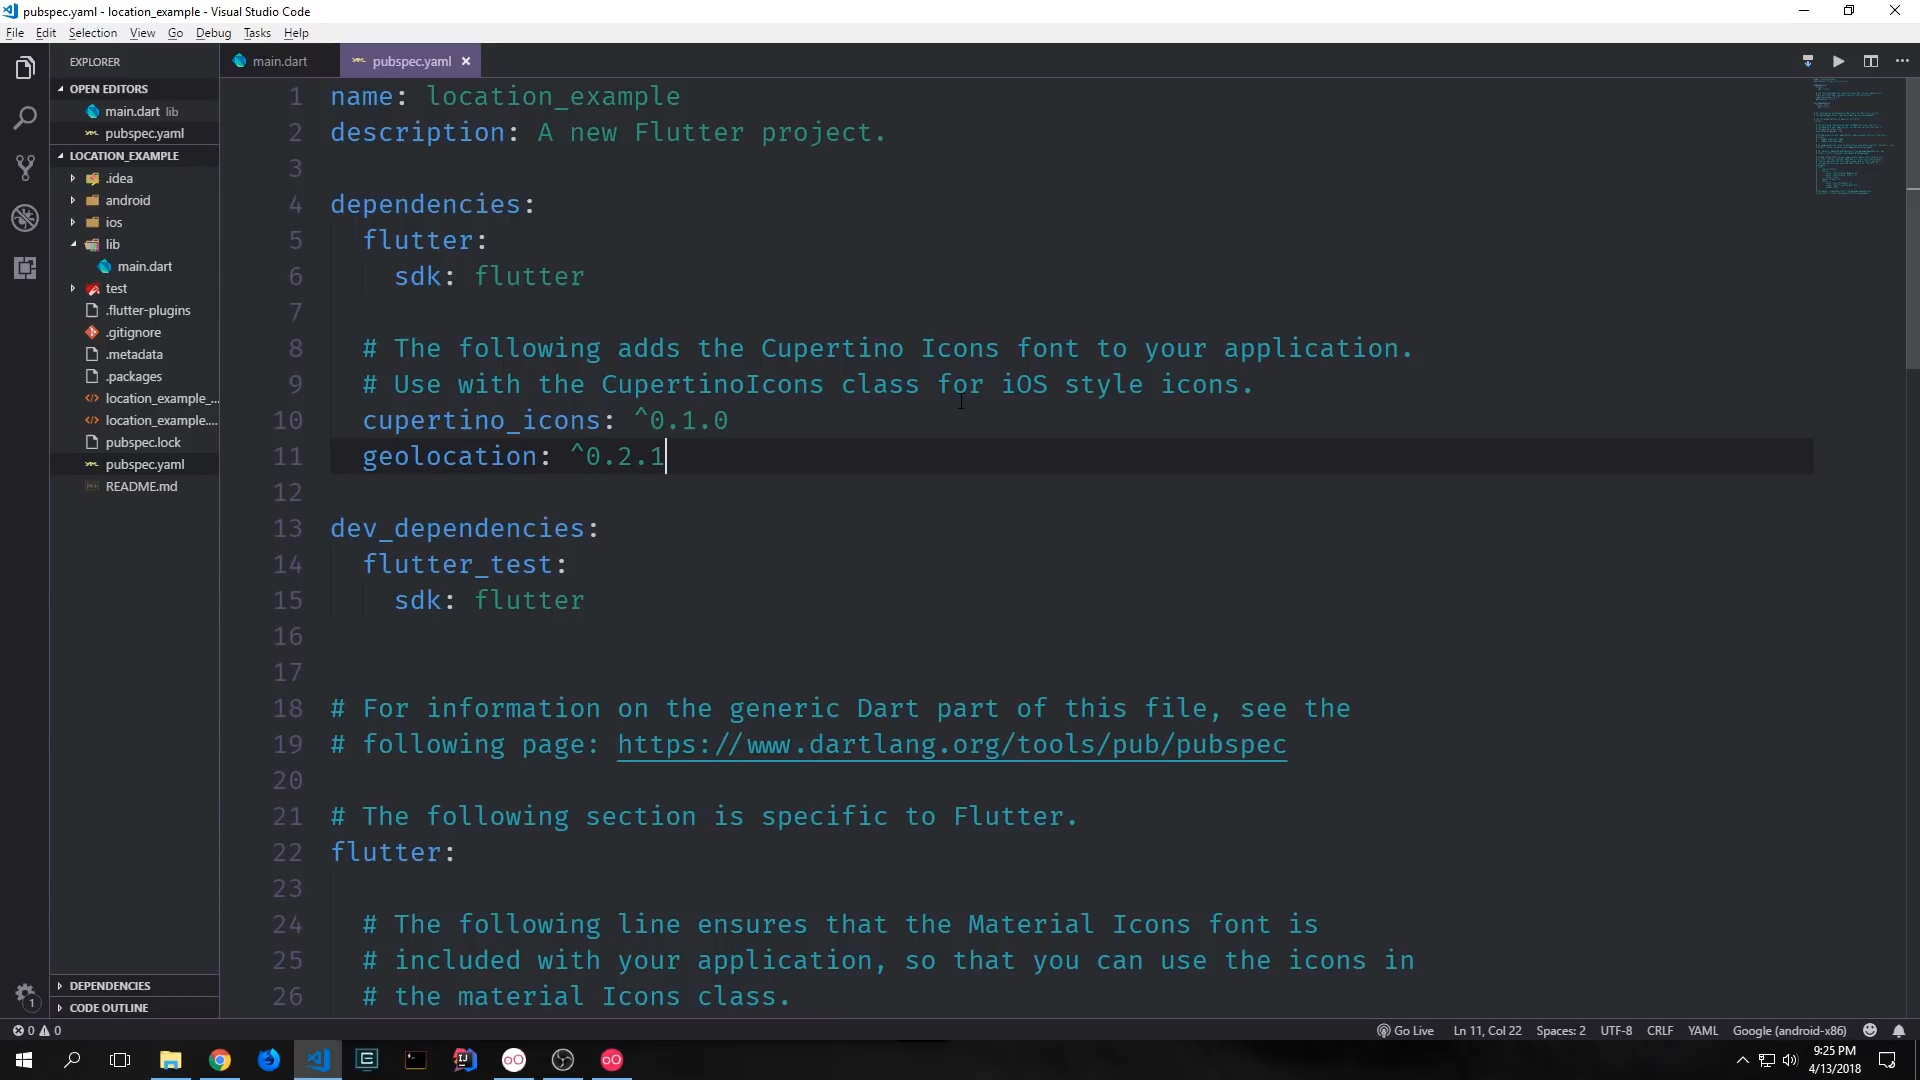 pubspec.yaml - location_example - Visual Studio Code
File Edit Selection View Go Debug Tasks Help
EXPLORER
OPEN EDITORS
main.dart lib
pubspec.yaml
LOCATION_EXAMPLE
.idea
android
ios
lib
main.dart
test
.flutter-plugins
.gitignore
.metadata
.packages
location_example_...
location_example....
pubspec.lock
pubspec.yaml
README.md
DEPENDENCIES
CODE OUTLINE
1
main.dart
pubspec.yaml
1 name: location_example
2 description: A new Flutter project.
3
4 dependencies:
5 flutter:
6 sdk: flutter
7
8 # The following adds the Cupertino Icons font to your application.
9 # Use with the CupertinoIcons class for iOS style icons.
10 cupertino_icons: ^0.1.0
11 geolocation: ^0.2.1
12
13 dev_dependencies:
14 flutter_test:
15 sdk: flutter
16
17
18 # For information on the generic Dart part of this file, see the
19 # following page: https://www.dartlang.org/tools/pub/pubspec
20
21 # The following section is specific to Flutter.
22 flutter:
23
24 # The following line ensures that the Material Icons font is
25 # included with your application, so that you can use the icons in
26 # the material Icons class.
0 0 Go Live Ln 11, Col 22 Spaces: 2 UTF-8 CRLF YAML Google (android-x86)
9:25 PM
4/13/2018